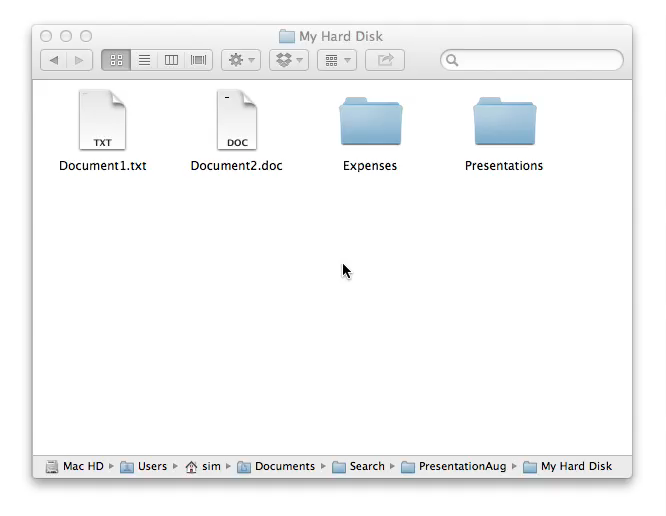 My Hard Disk
TXT
DOC
Document1.txt Document2.doc Expenses Presentations
Mac HD Users sim Documents Search PresentationAug My Hard Disk